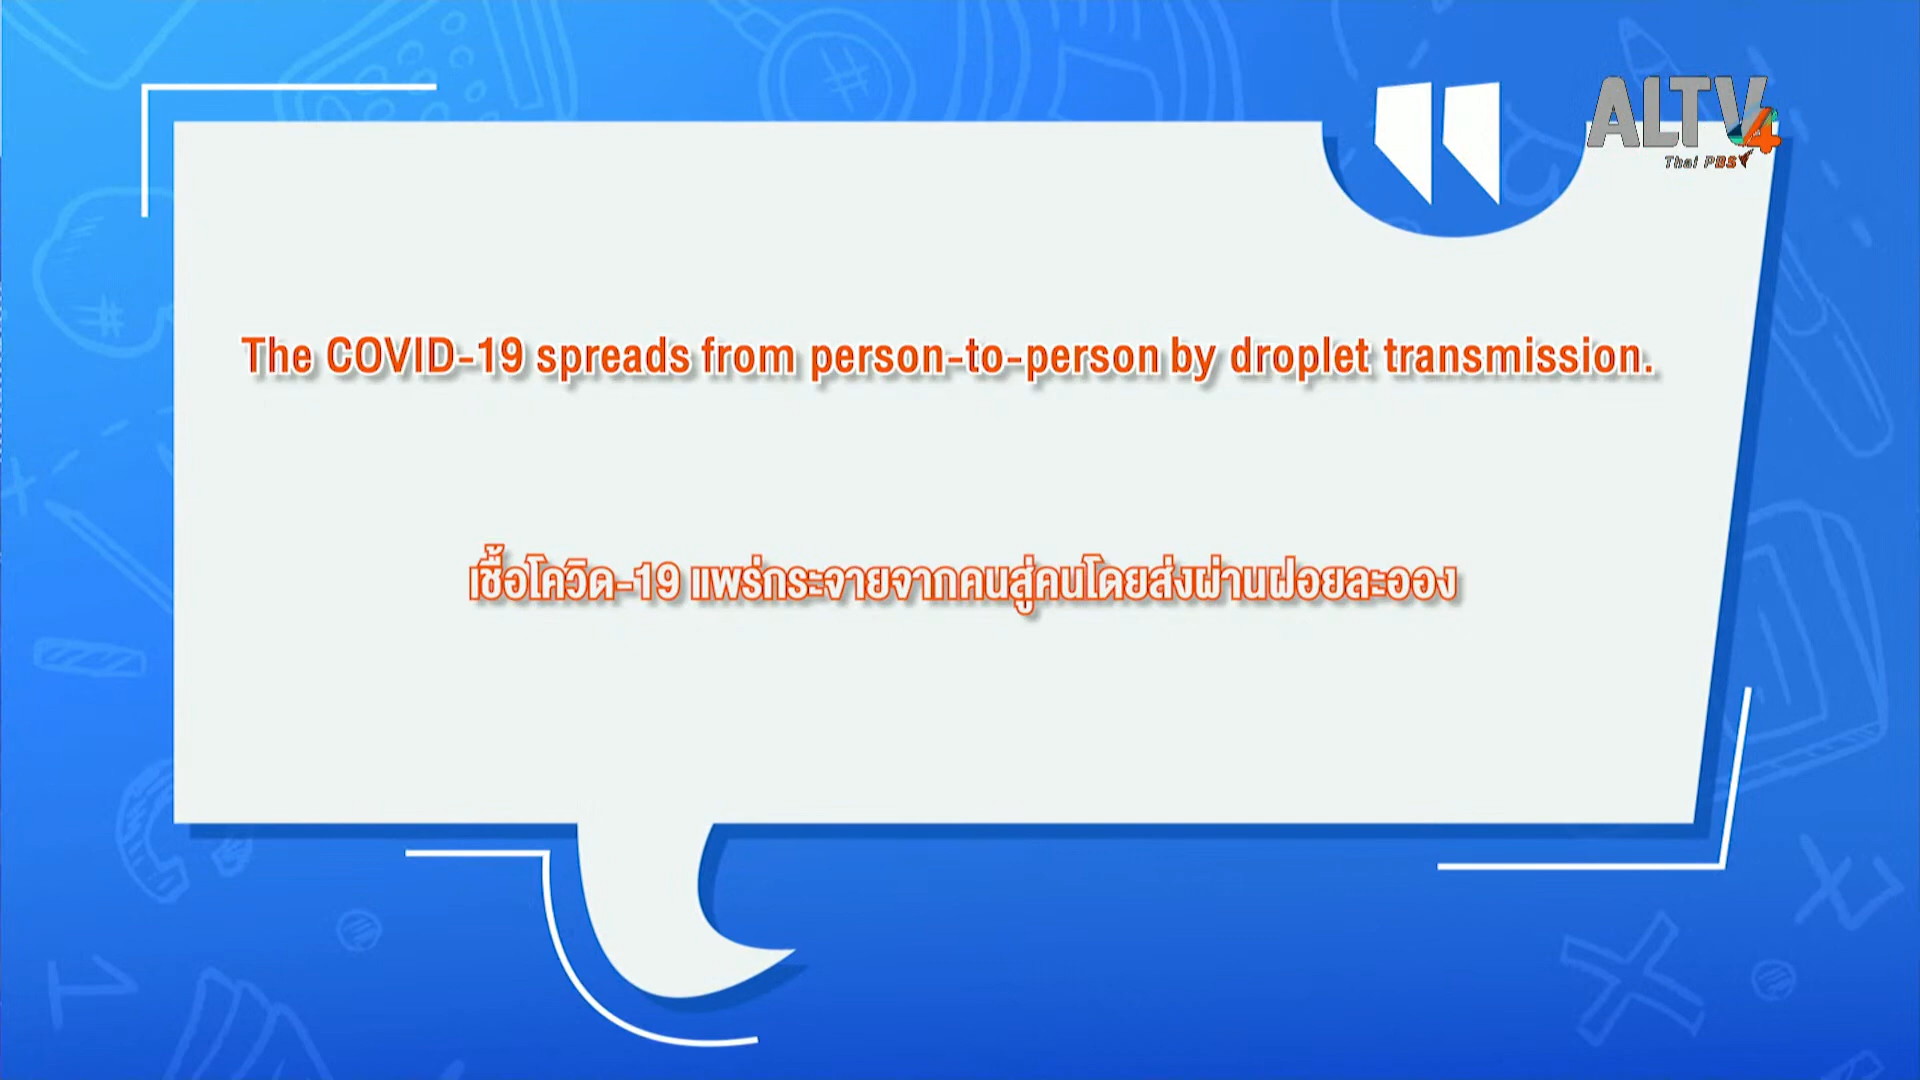 ALTV4
Thai PBS
The COVID-19 spreads from person-to-person by droplet transmission.
เชื้อโควิด-19 แพร่กระจายจากคนสู่คนโดยส่งผ่านฝอยละออง